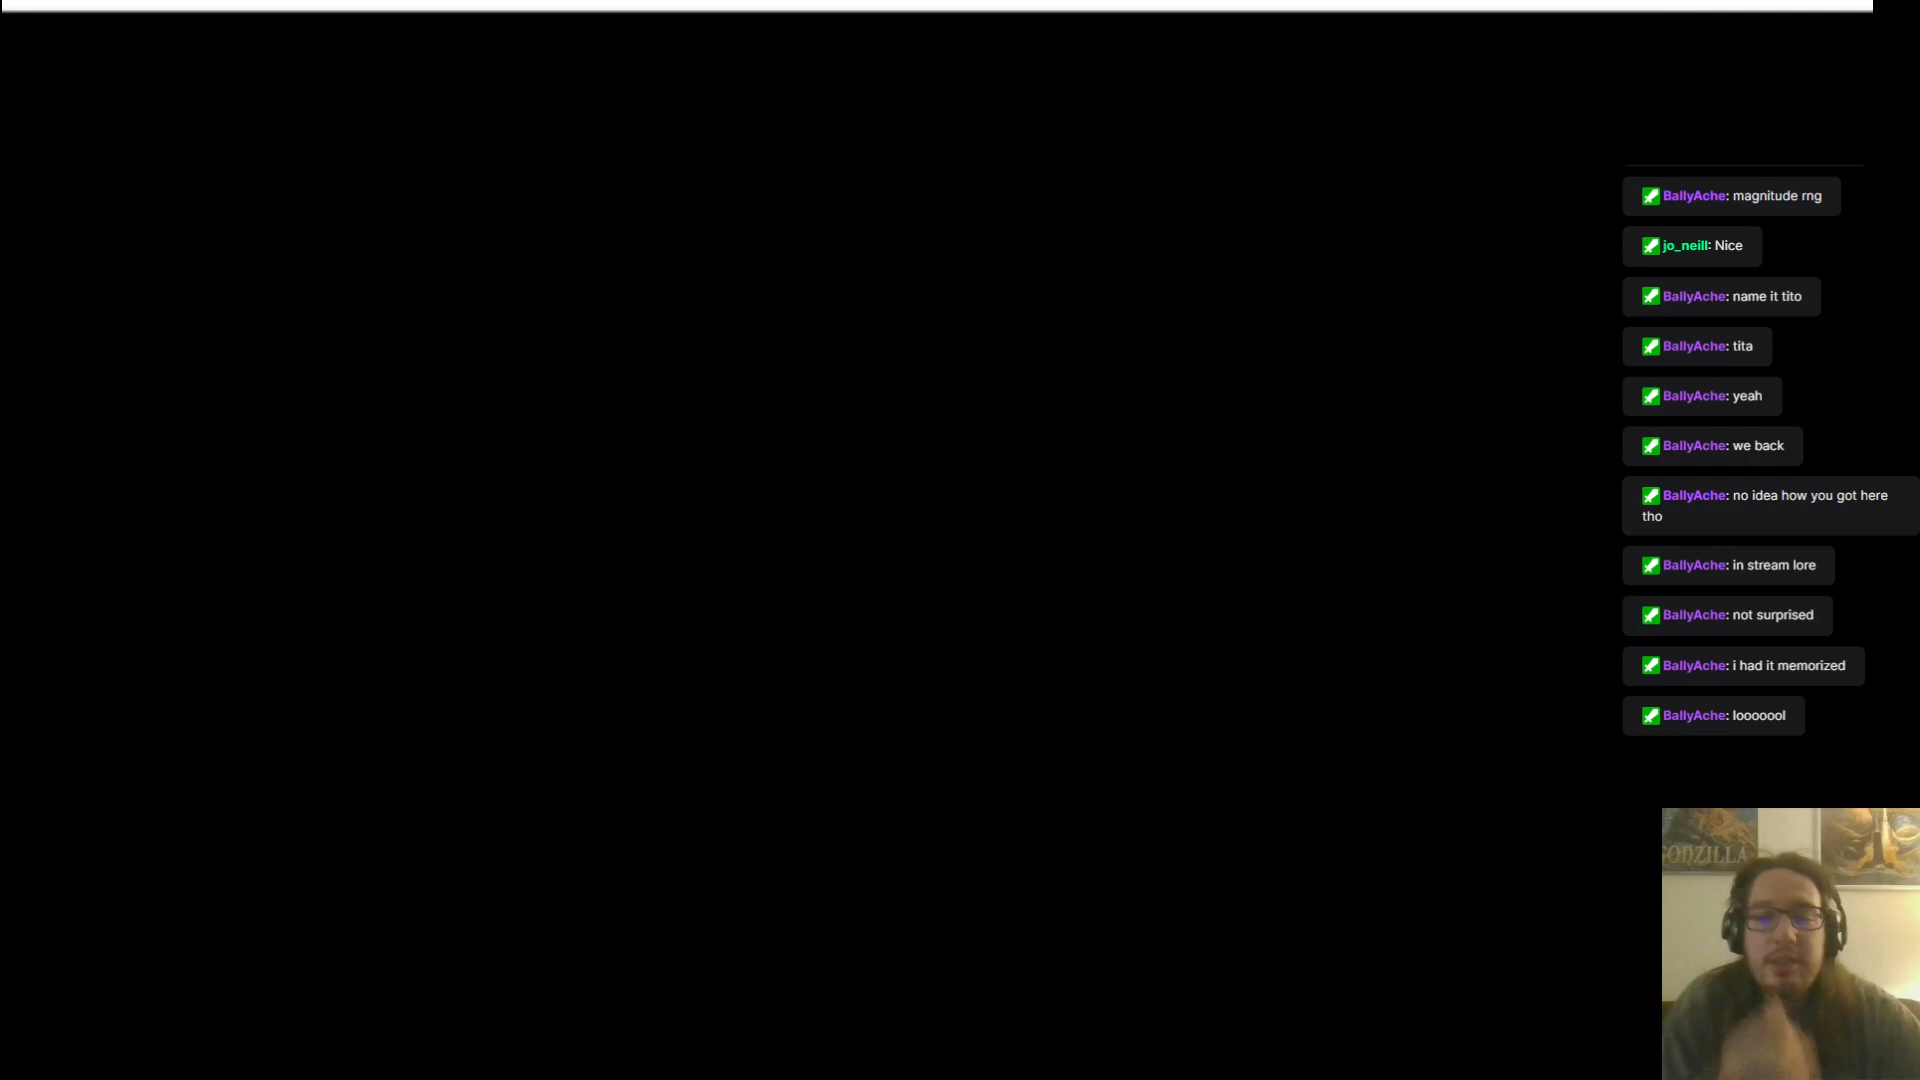 BallyAche: magnitude rng
jo_neill: Nice
BallyAche: name it tito
BallyAche: tita
BallyAche: yeah
BallyAche: we back
BallyAche: no idea how you got here
tho
BallyAche: in stream lore
BallyAche: not surprised
BallyAche: i had it memorized
BallyAche: looooool
GODZILLA